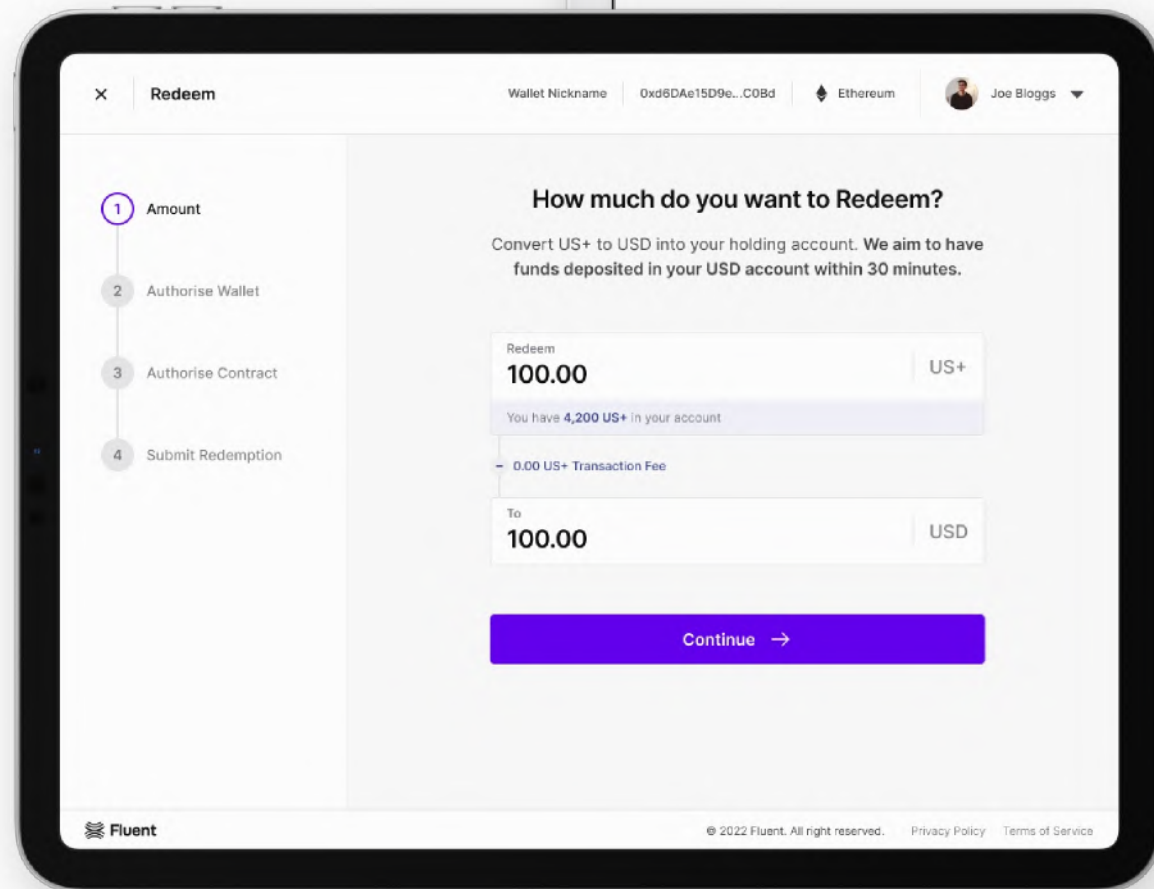 Redeem
Wallet Nickname
0xd6DAe15D9e...C0Bd
Ethereum
Joe Bloggs
1 Amount
2 Authorise Wallet
3 Authorise Contract
4 Submit Redemption
How much do you want to Redeem?
Convert US+ to USD into your holding account. We aim to have
funds deposited in your USD account within 30 minutes.
Redeem
100.00
US+
You have 4,200 US+ in your account
- 0.00 US+ Transaction Fee
To
100.00
USD
Continue →
Fluent
© 2022 Fluent. All right reserved.
Privacy Policy
Terms of Service